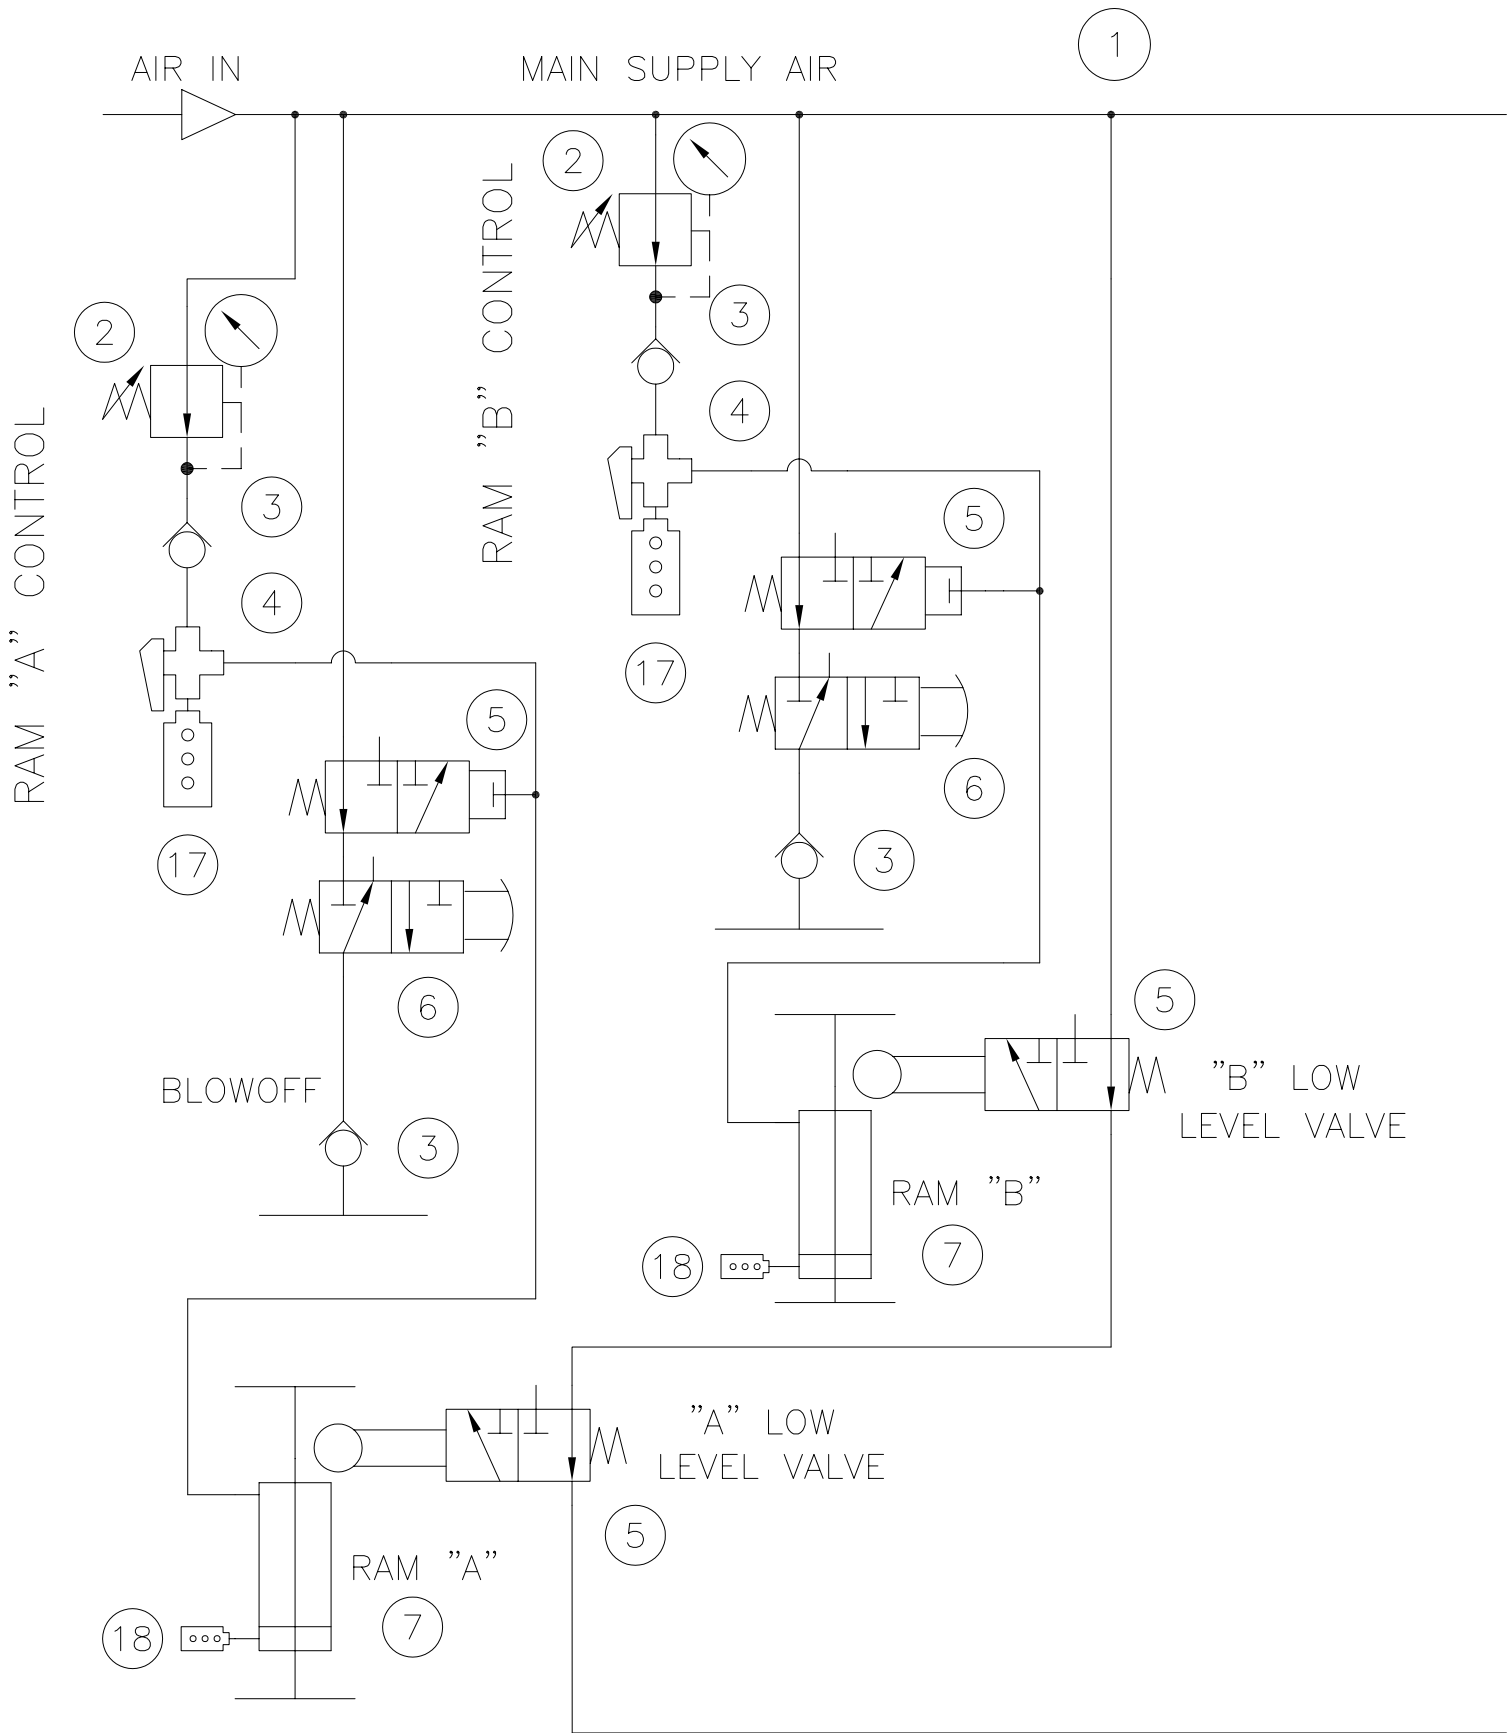 1
AIR IN
MAIN SUPPLY AIR
2
RAM "B" CONTROL
2
3
RAM "A" CONTROL
4
3
5
4
17
5
6
17
3
5
6
"B" LOW
LEVEL VALVE
BLOWOFF
3
RAM "B"
7
18
"A" LOW
LEVEL VALVE
5
RAM "A"
7
18